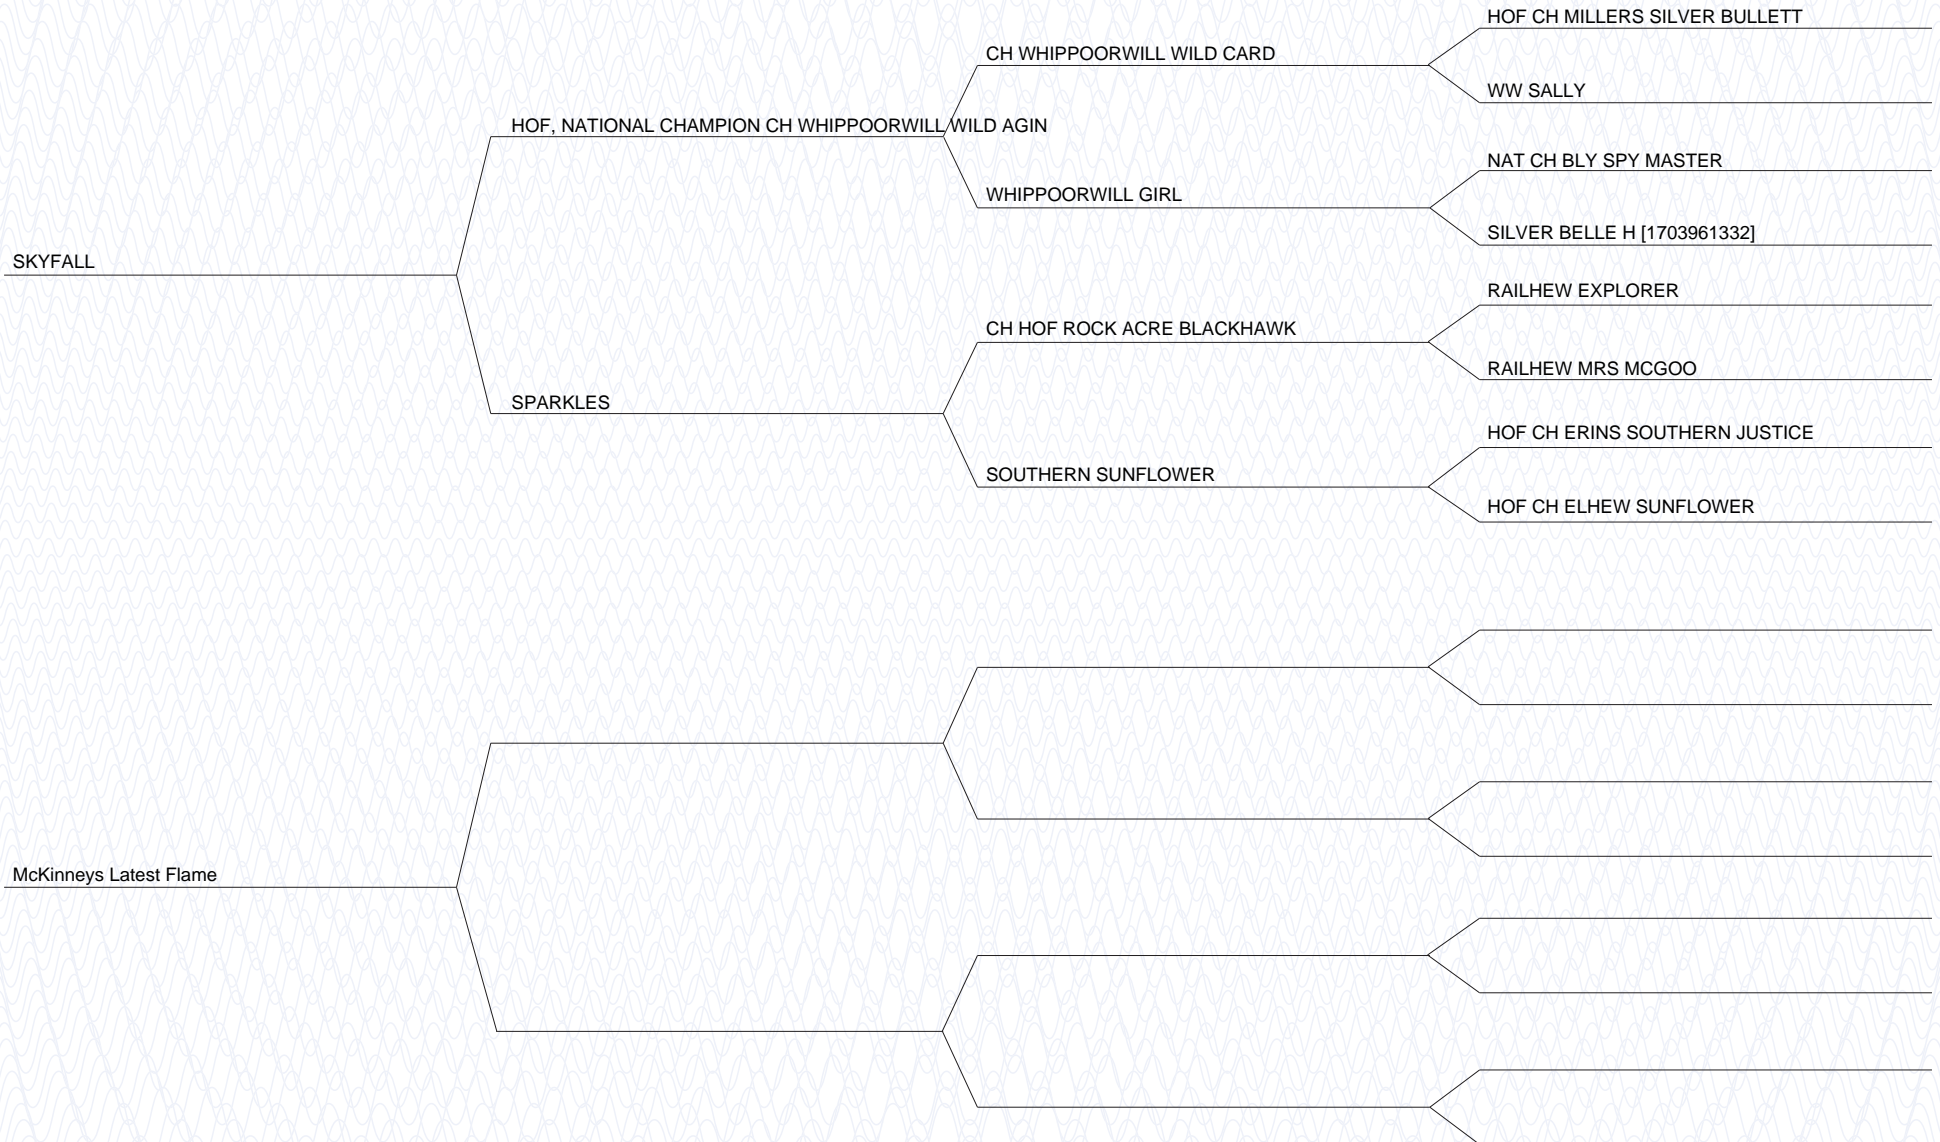 HOF CH MILLERS SILVER BULLETT
CH WHIPPOORWILL WILD CARD
WW SALLY
HOF, NATIONAL CHAMPION CH WHIPPOORWILL WILD AGIN
NAT CH BLY SPY MASTER
WHIPPOORWILL GIRL
SILVER BELLE H [1703961332]
SKYFALL
RAILHEW EXPLORER
CH HOF ROCK ACRE BLACKHAWK
RAILHEW MRS MCGOO
SPARKLES
HOF CH ERINS SOUTHERN JUSTICE
SOUTHERN SUNFLOWER
HOF CH ELHEW SUNFLOWER
McKinneys Latest Flame